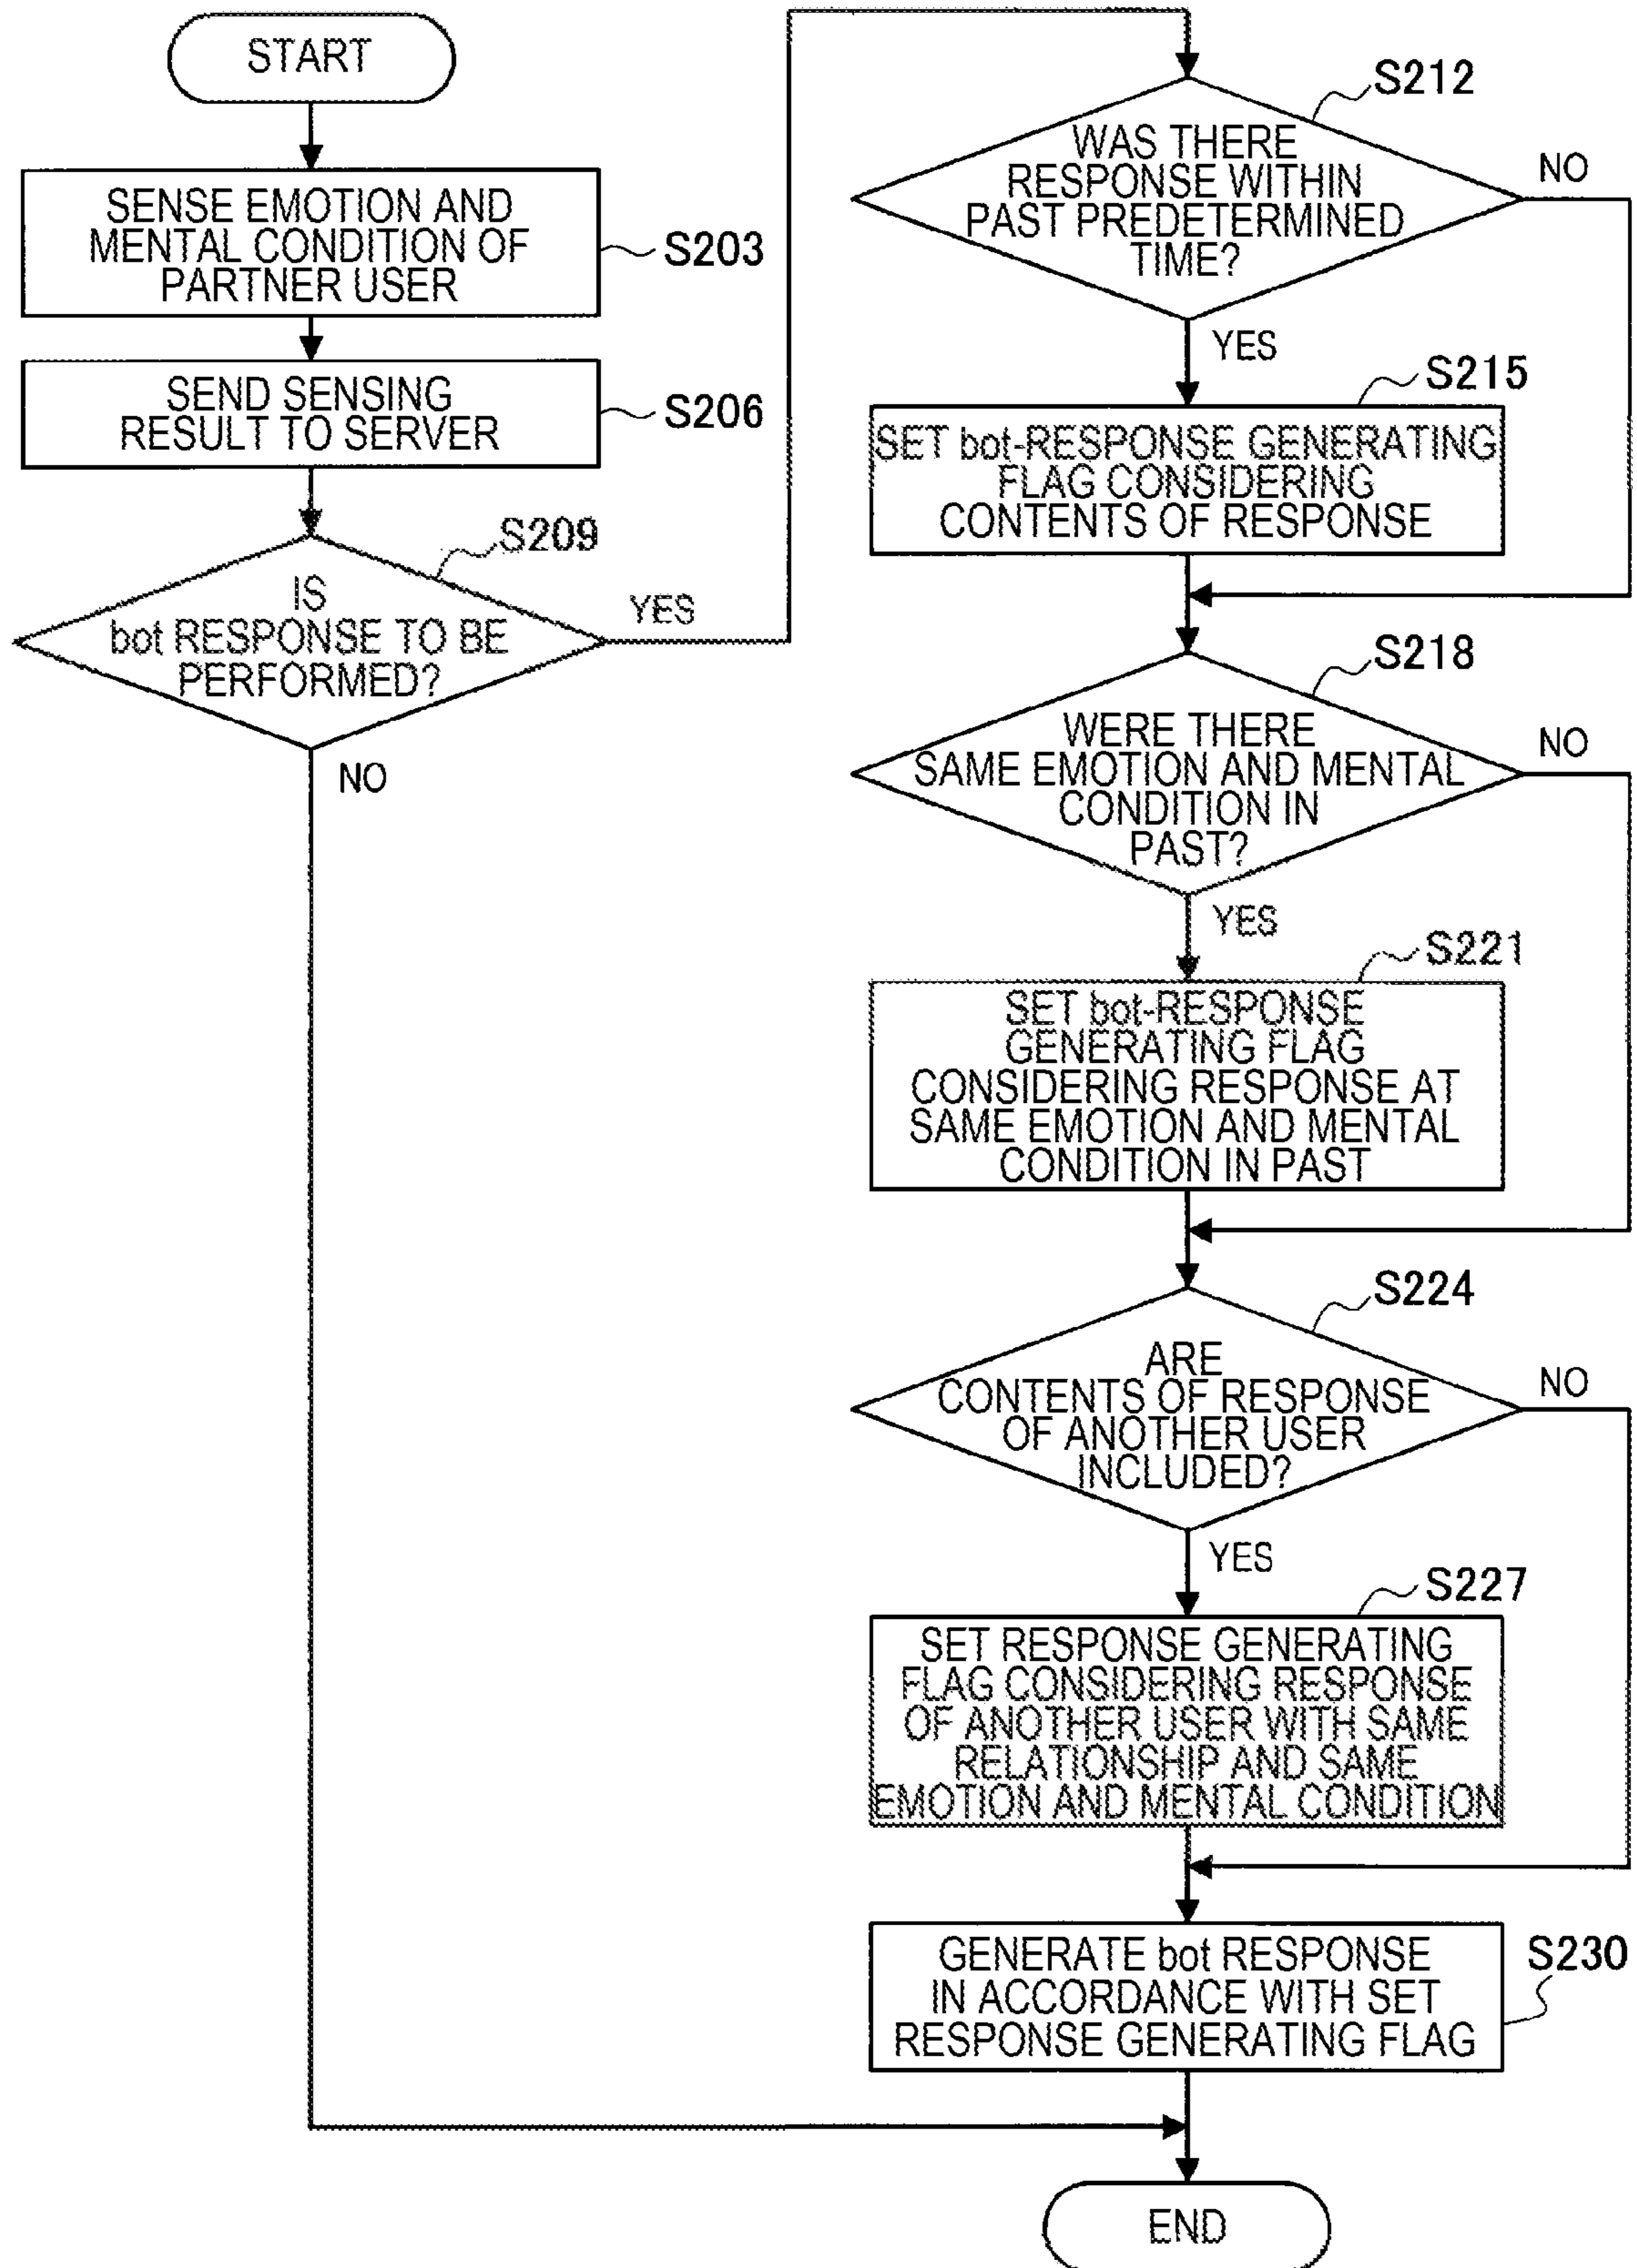 START
SENSE EMOTION AND
MENTAL CONDITION OF
PARTNER USER
S203
SEND SENSING
RESULT TO SERVER
S206
S209
IS
bot RESPONSE TO BE
PERFORMED?
YES
NO
S212
WAS THERE
RESPONSE WITHIN
PAST PREDETERMINED
TIME?
NO
YES
S215
SET bot-RESPONSE GENERATING
FLAG CONSIDERING
CONTENTS OF RESPONSE
S218
WERE THERE
SAME EMOTION AND MENTAL
CONDITION IN
PAST?
NO
YES
S221
SET bot-RESPONSE
GENERATING FLAG
CONSIDERING RESPONSE AT
SAME EMOTION AND MENTAL
CONDITION IN PAST
S224
ARE
CONTENTS OF RESPONSE
OF ANOTHER USER
INCLUDED?
NO
YES
S227
SET RESPONSE GENERATING
FLAG CONSIDERING RESPONSE
OF ANOTHER USER WITH SAME
RELATIONSHIP AND SAME
EMOTION AND MENTAL CONDITION
GENERATE bot RESPONSE
IN ACCORDANCE WITH SET
RESPONSE GENERATING FLAG
S230
END